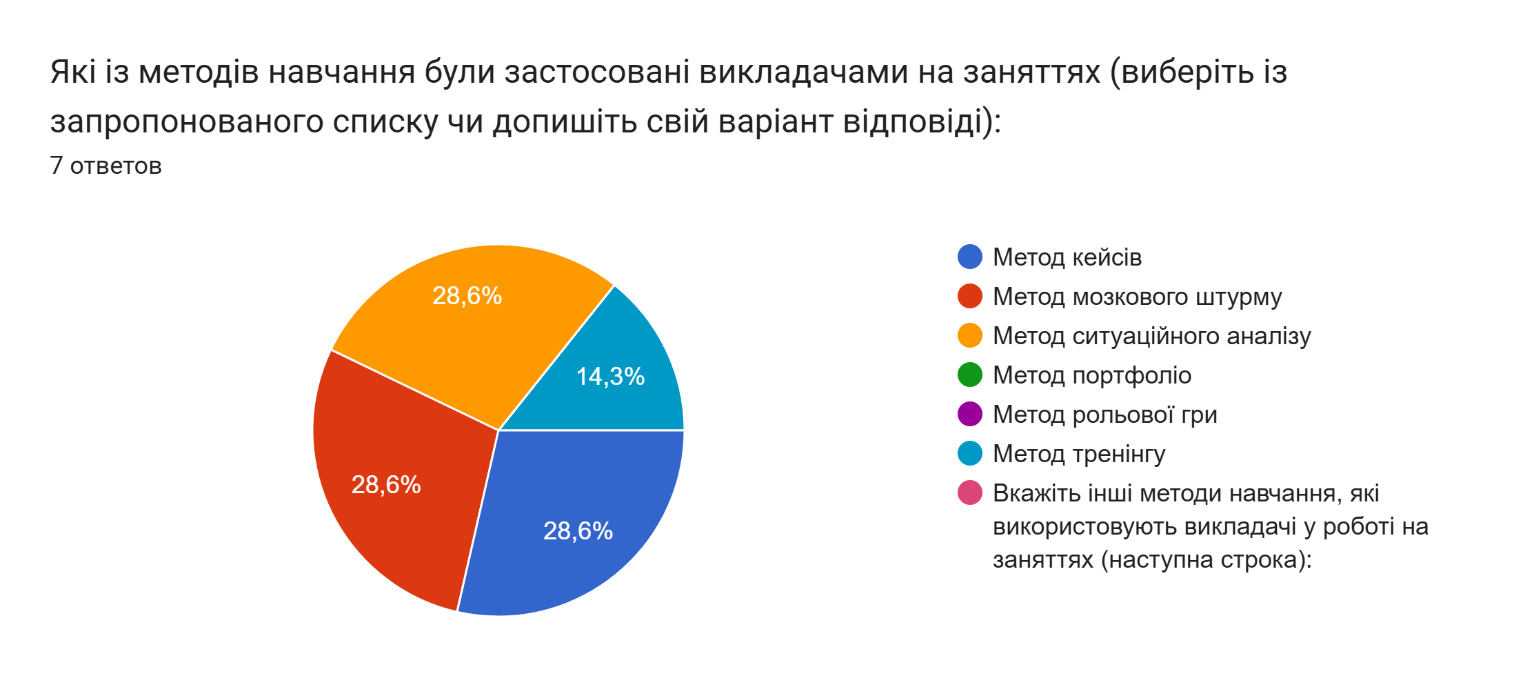 Які із методів навчання були застосовані викладачами на заняттях (виберіть із
запропонованого списку чи допишіть свій варіант відповіді):
7 ответов
28,6%
14,3%
28,6%
28,6%
Метод кейсів
Метод мозкового штурму
Метод ситуаційного аналізу
Метод портфоліо
Метод рольової гри
Метод тренінгу
Вкажіть інші методи навчання, які
використовують викладачі у роботі на
заняттях (наступна строка):